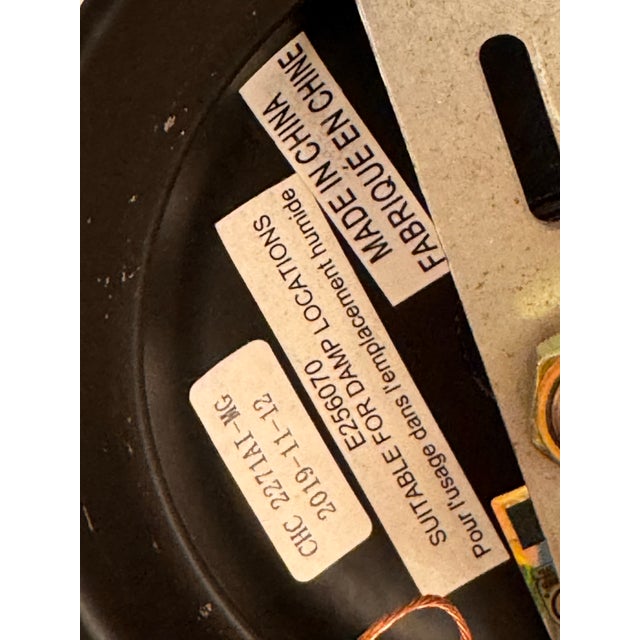 MADE IN CHINA
FABRIQUÉ EN CHINE
E256070
SUITABLE FOR DAMP LOCATIONS
Pour l'usage dans l'emplacement humide
CHC 2271AI-MG
2019-11-12